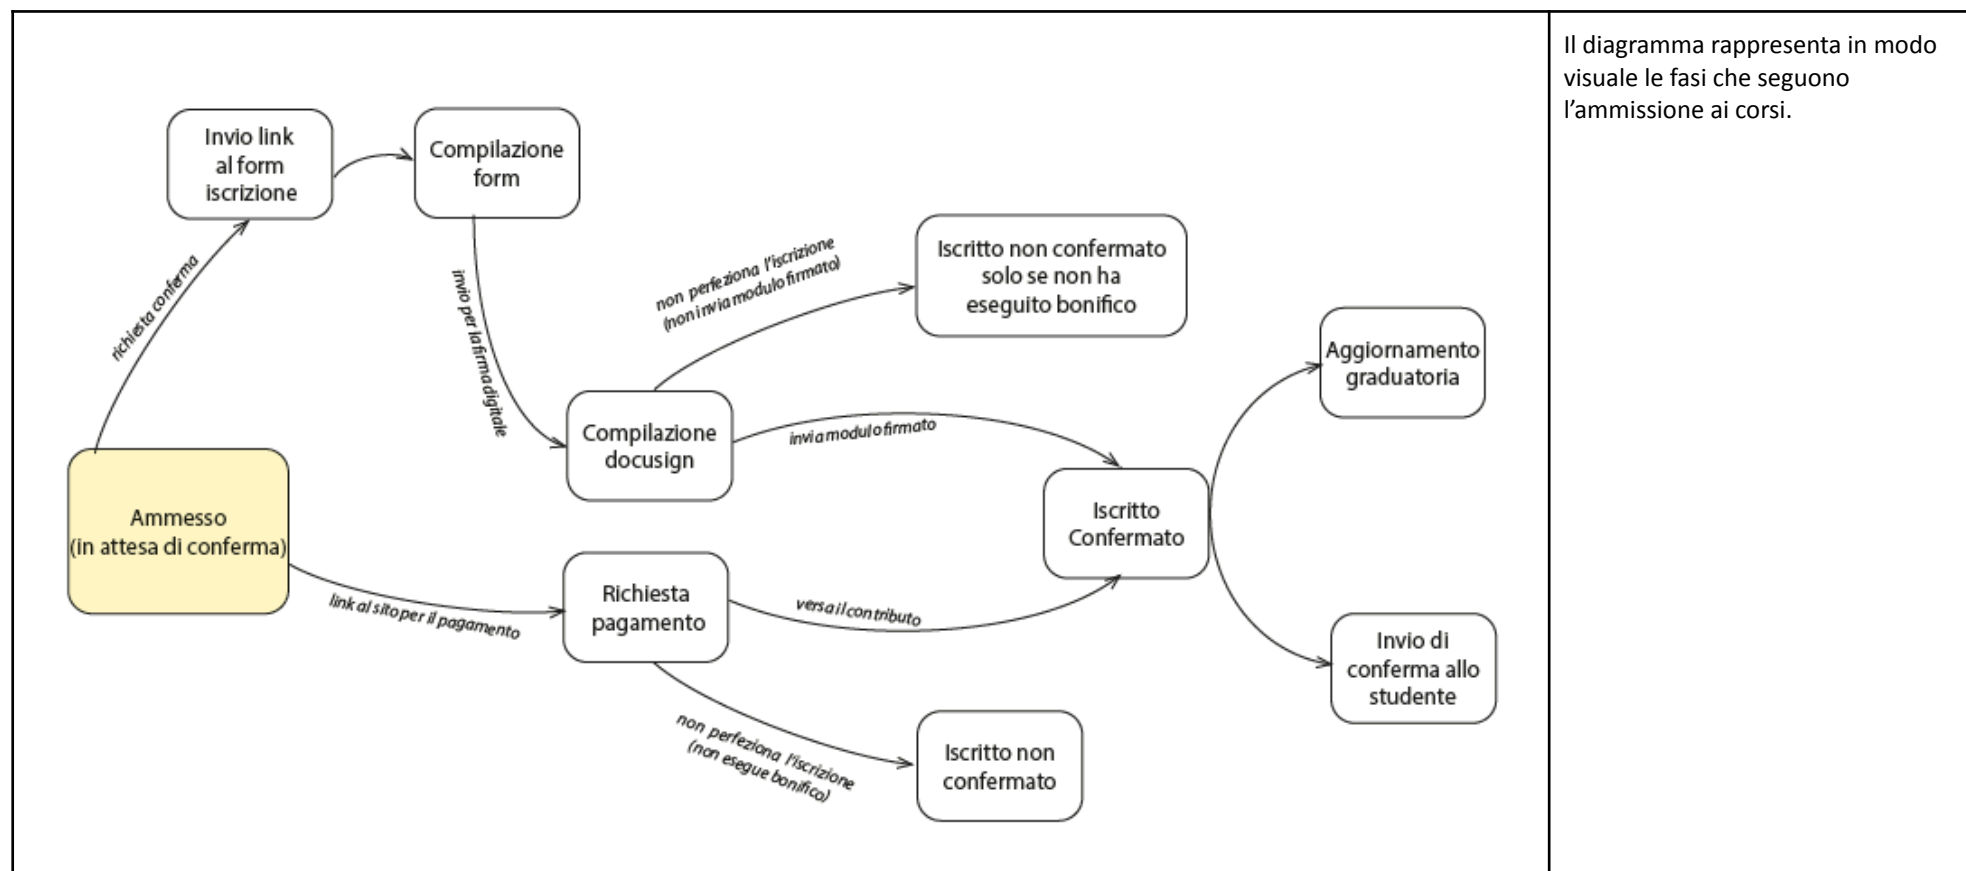 Il diagramma rappresenta in modo
visuale le fasi che seguono
l’ammissione ai corsi.
Invio link
al form
iscrizione
Compilazione
form
richiesta conferma
invio per la firma digitale
non perfeziona l'iscrizione
(non invia modulo firmato)
Iscritto non confermato
solo se non ha
eseguito bonifico
Aggiornamento
graduatoria
Compilazione
docusign
invia modulo firmato
Ammesso
(in attesa di conferma)
Iscritto
Confermato
link al sito per il pagamento
Richiesta
pagamento
versa il contributo
Invio di
conferma allo
studente
non perfeziona l'iscrizione
(non esegue bonifico)
Iscritto non
confermato